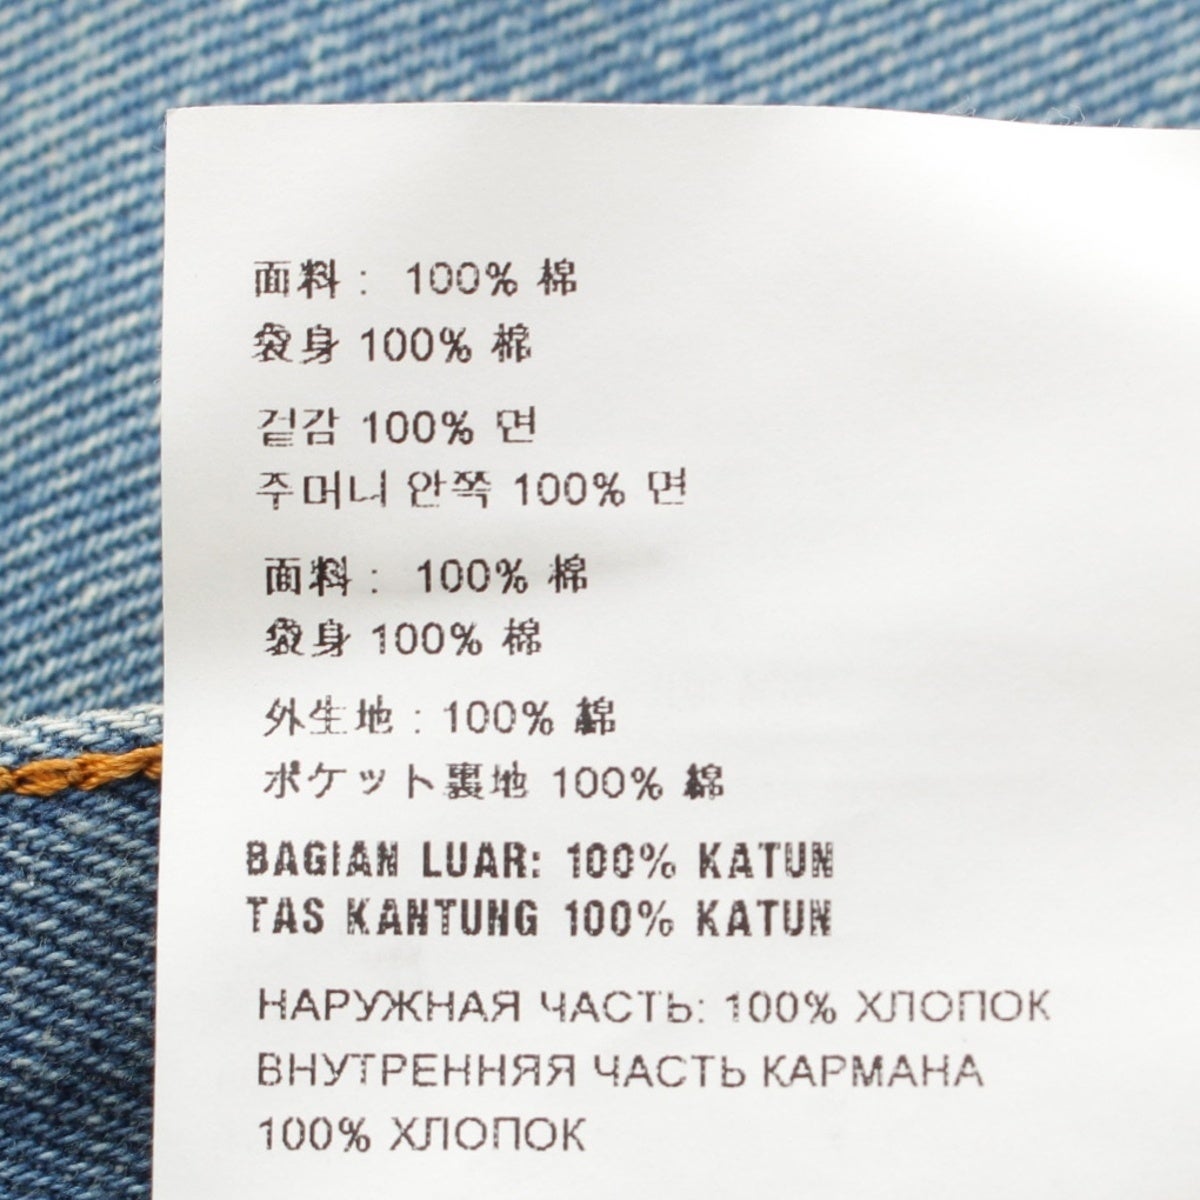 面料： 100% 棉
袋身 100% 棉
겉감 100% 면
주머니 안쪽 100% 면
面料： 100% 棉
袋身 100% 棉
外生地 : 100% 綿
ポケット裏地 100% 綿
BAGIAN LUAR: 100% KATUN
TAS KANTUNG 100% KATUN
НАРУЖНАЯ ЧАСТЬ: 100% ХЛОПОК
ВНУТРЕННЯЯ ЧАСТЬ КАРМАНА
100% ХЛОПОК